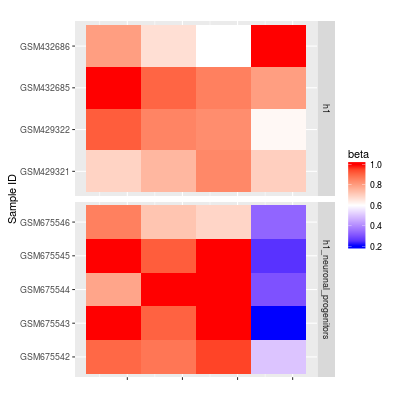 GSM432686
GSM432685
GSM429322
GSM429321
h1
GSM675546
GSM675545
GSM675544
GSM675543
GSM675542
h1_neuronal_progenitors
Sample ID
beta
1.0
0.8
0.6
0.4
0.2